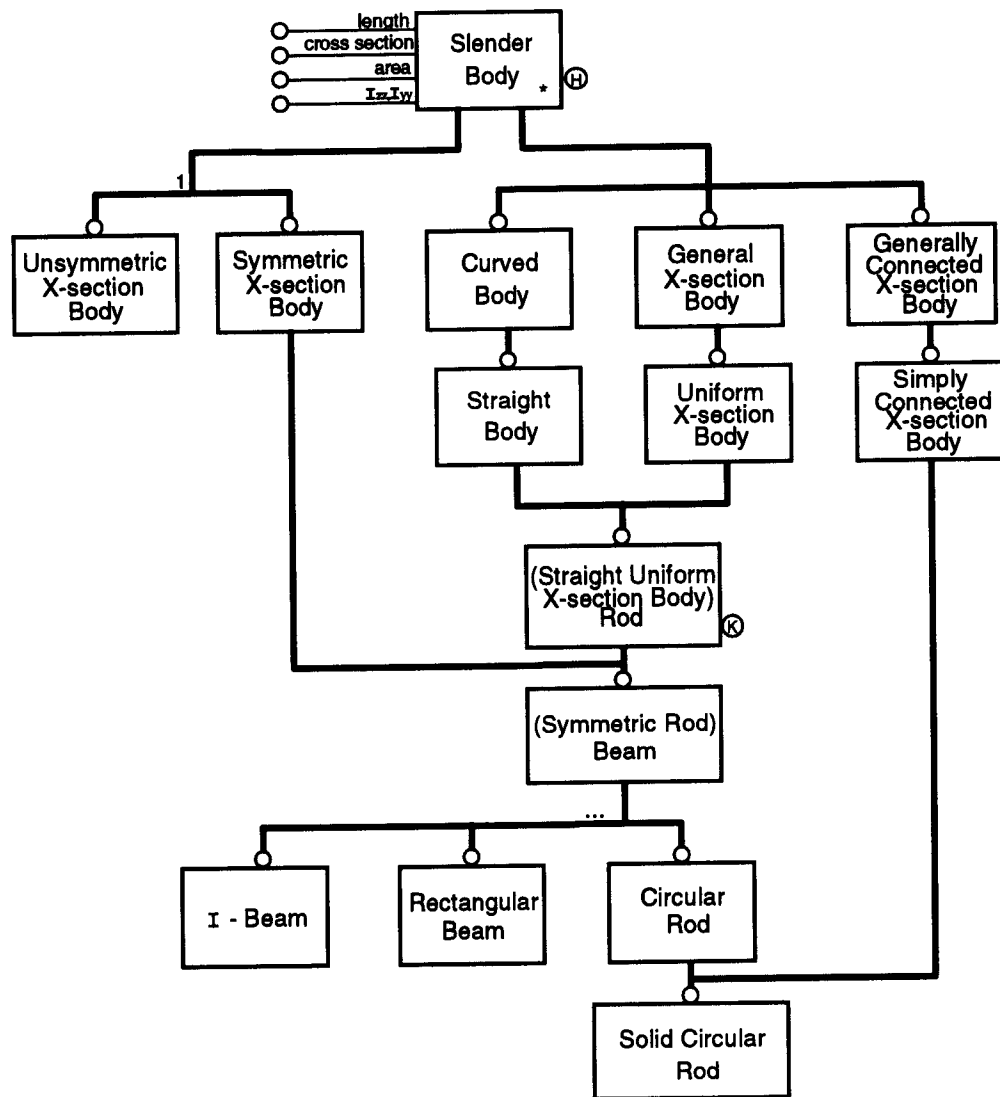 length
cross section
area
Izz,Iyy
Slender
Body
*
H
1
Unsymmetric
X-section
Body
Symmetric
X-section
Body
Curved
Body
General
X-section
Body
Generally
Connected
X-section
Body
Straight
Body
Uniform
X-section
Body
Simply
Connected
X-section
Body
(Straight Uniform
X-section Body)
Rod
K
(Symmetric Rod)
Beam
...
I - Beam
Rectangular
Beam
Circular
Rod
Solid Circular
Rod